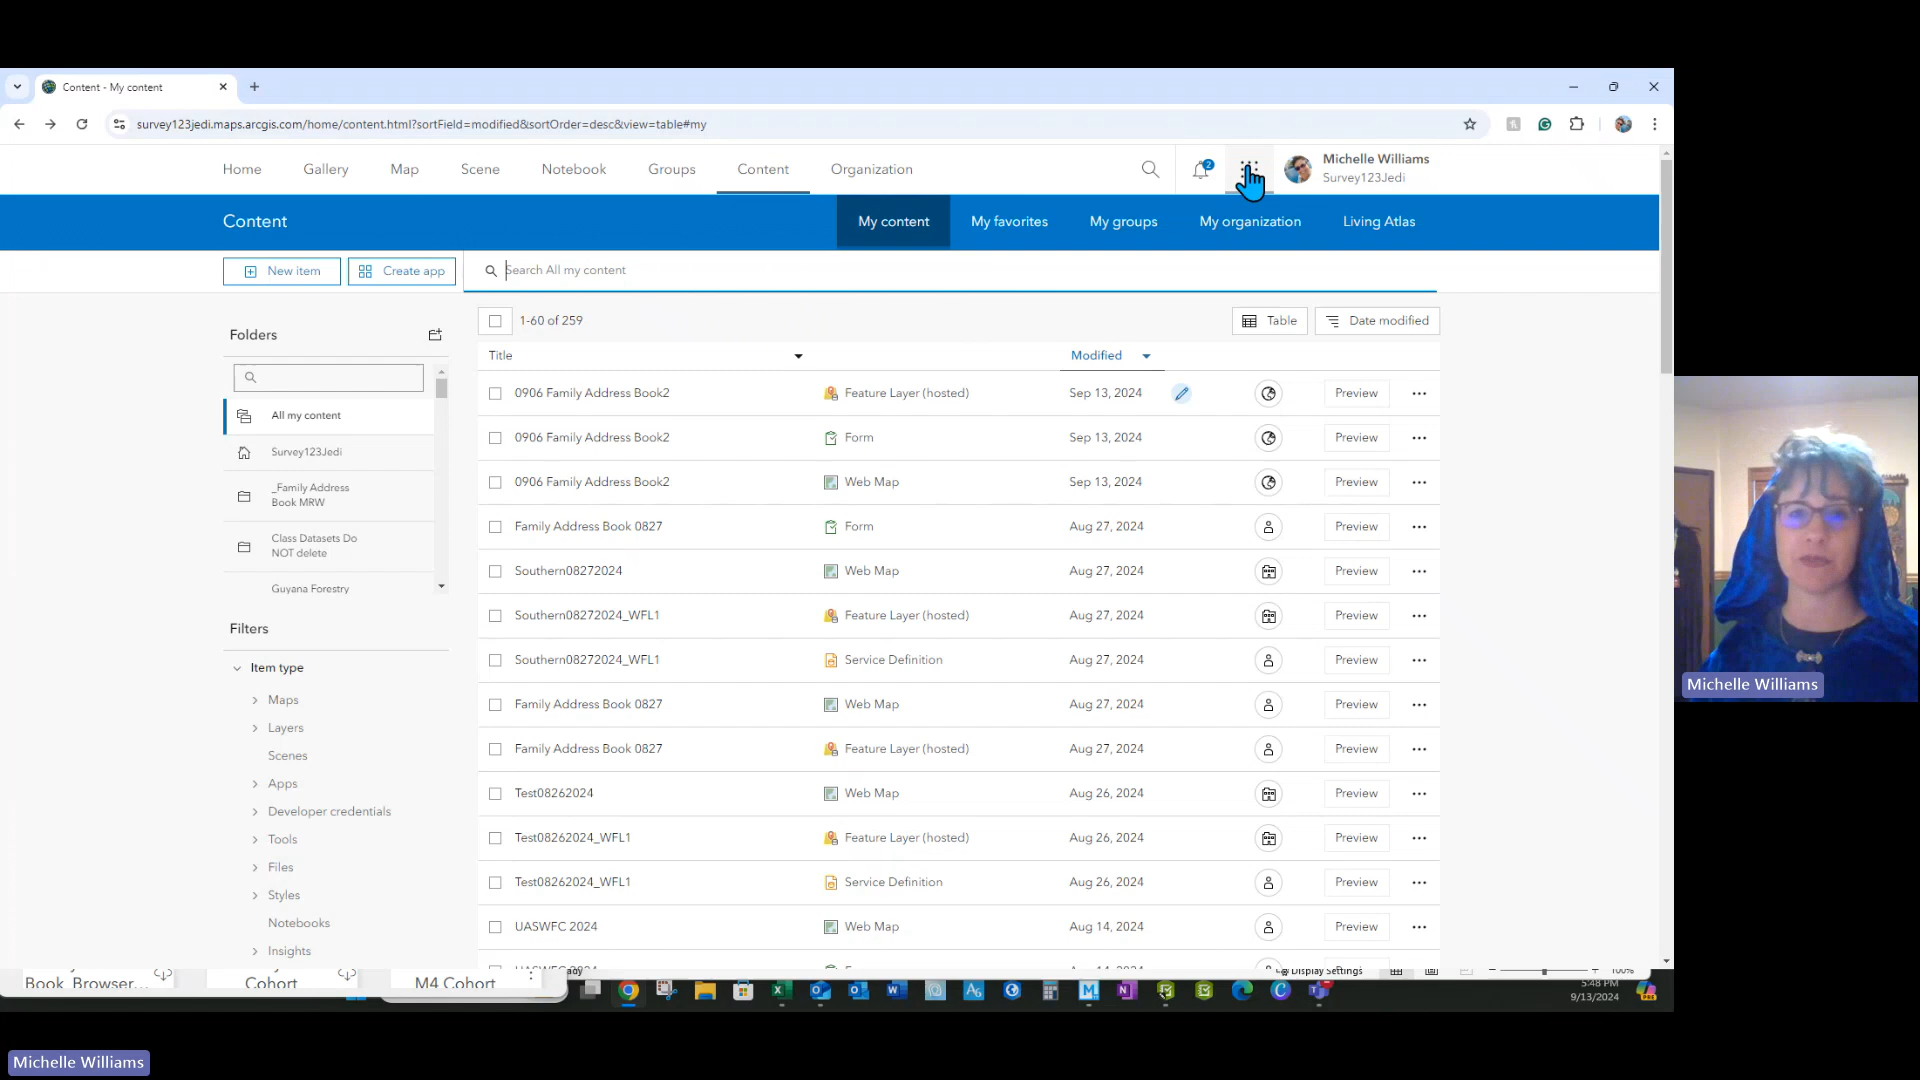 Content - My content
survey123jedi.maps.arcgis.com/home/content.html?sortField=modified&sortOrder=desc&view=table#my
Home Gallery Map Scene Notebook Groups Content Organization
2
Michelle Williams
Survey123Jedi
Content
My content My favorites My groups My organization Living Atlas
New item Create app Search All my content
Folders
1-60 of 259
Table Date modified
Title Modified
All my content
Survey123Jedi
_Family Address
Book MRW
Class Datasets Do
NOT delete
Guyana Forestry
Filters
Item type
Maps
Layers
Scenes
Apps
Developer credentials
Tools
Files
Styles
Notebooks
Insights
0906 Family Address Book2 Feature Layer (hosted) Sep 13, 2024 Preview
0906 Family Address Book2 Form Sep 13, 2024 Preview
0906 Family Address Book2 Web Map Sep 13, 2024 Preview
Family Address Book 0827 Form Aug 27, 2024 Preview
Southern08272024 Web Map Aug 27, 2024 Preview
Southern08272024_WFL1 Feature Layer (hosted) Aug 27, 2024 Preview
Southern08272024_WFL1 Service Definition Aug 27, 2024 Preview
Family Address Book 0827 Web Map Aug 27, 2024 Preview
Family Address Book 0827 Feature Layer (hosted) Aug 27, 2024 Preview
Test08262024 Web Map Aug 26, 2024 Preview
Test08262024_WFL1 Feature Layer (hosted) Aug 26, 2024 Preview
Test08262024_WFL1 Service Definition Aug 26, 2024 Preview
UASWFC 2024 Web Map Aug 14, 2024 Preview
Book_Browser... Cohort M4 Cohort
Display Settings 100%
5:48 PM
9/13/2024
Michelle Williams
Michelle Williams